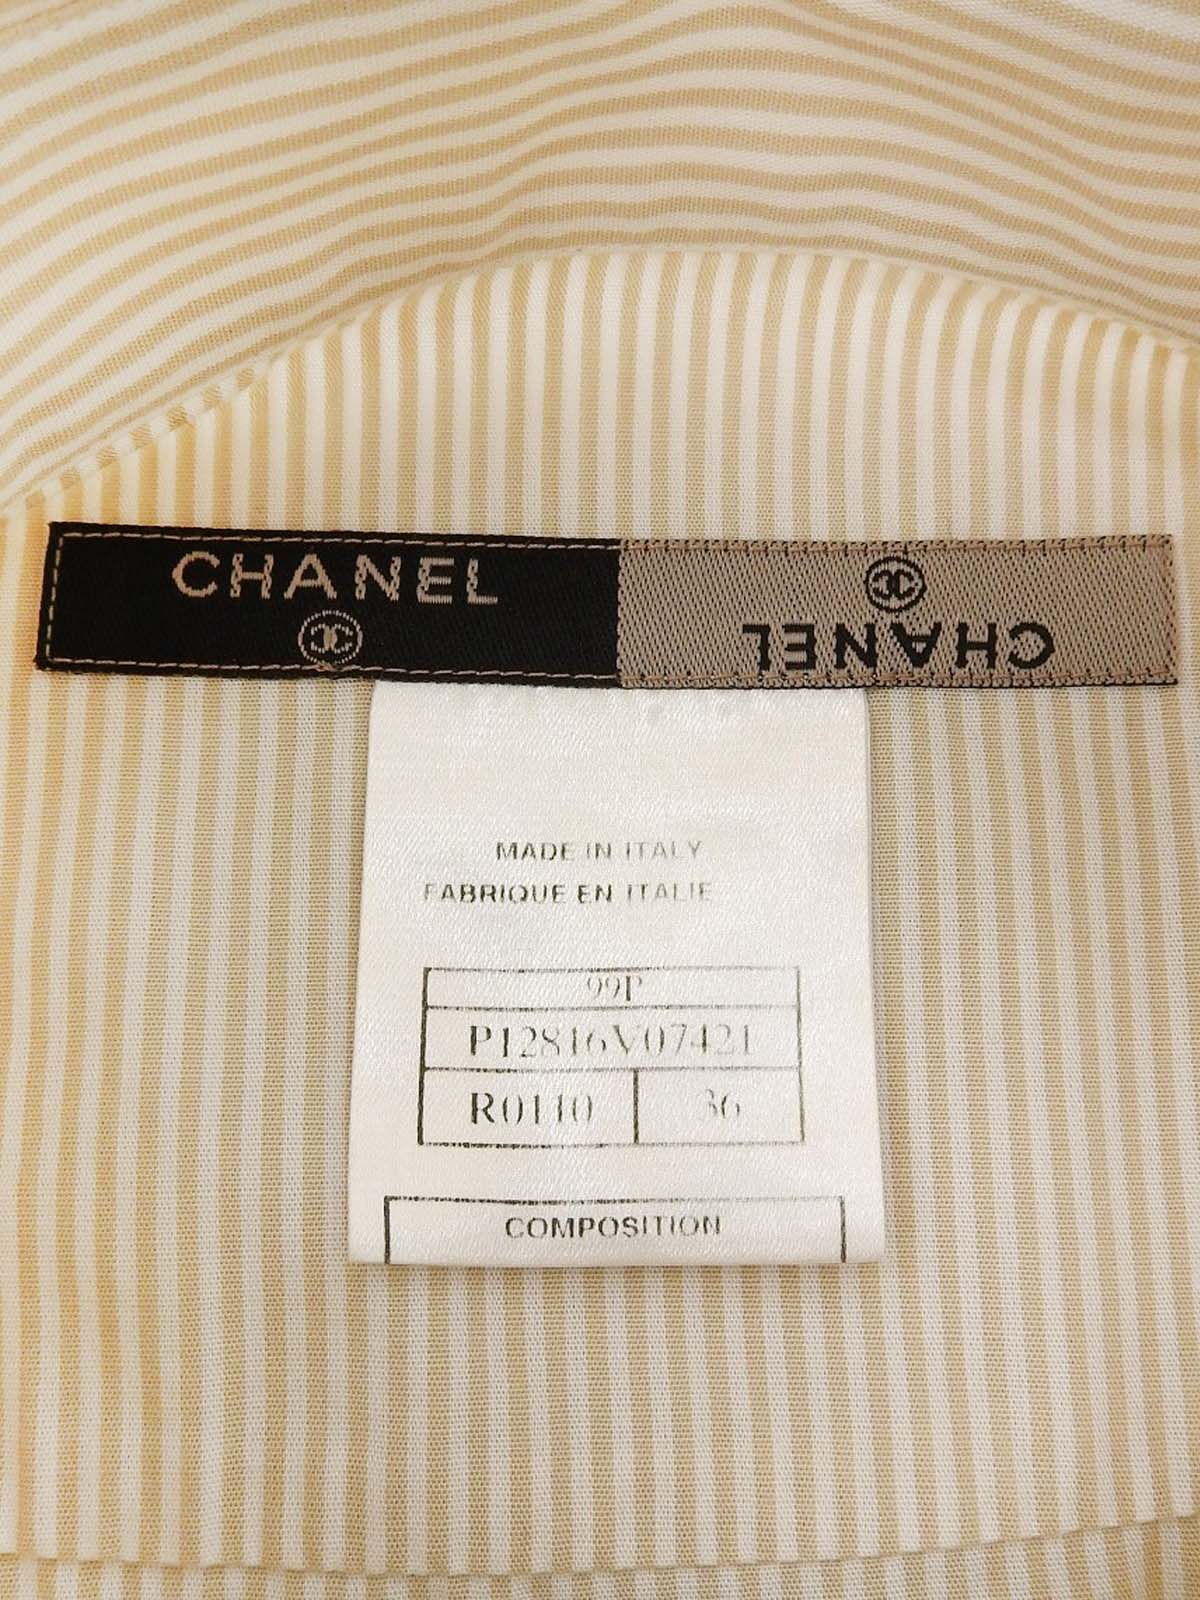 CHANEL
CHANEL
MADE IN ITALY
FABRIQUE EN ITALIE
99P
P12816V07421
R0110 36
COMPOSITION